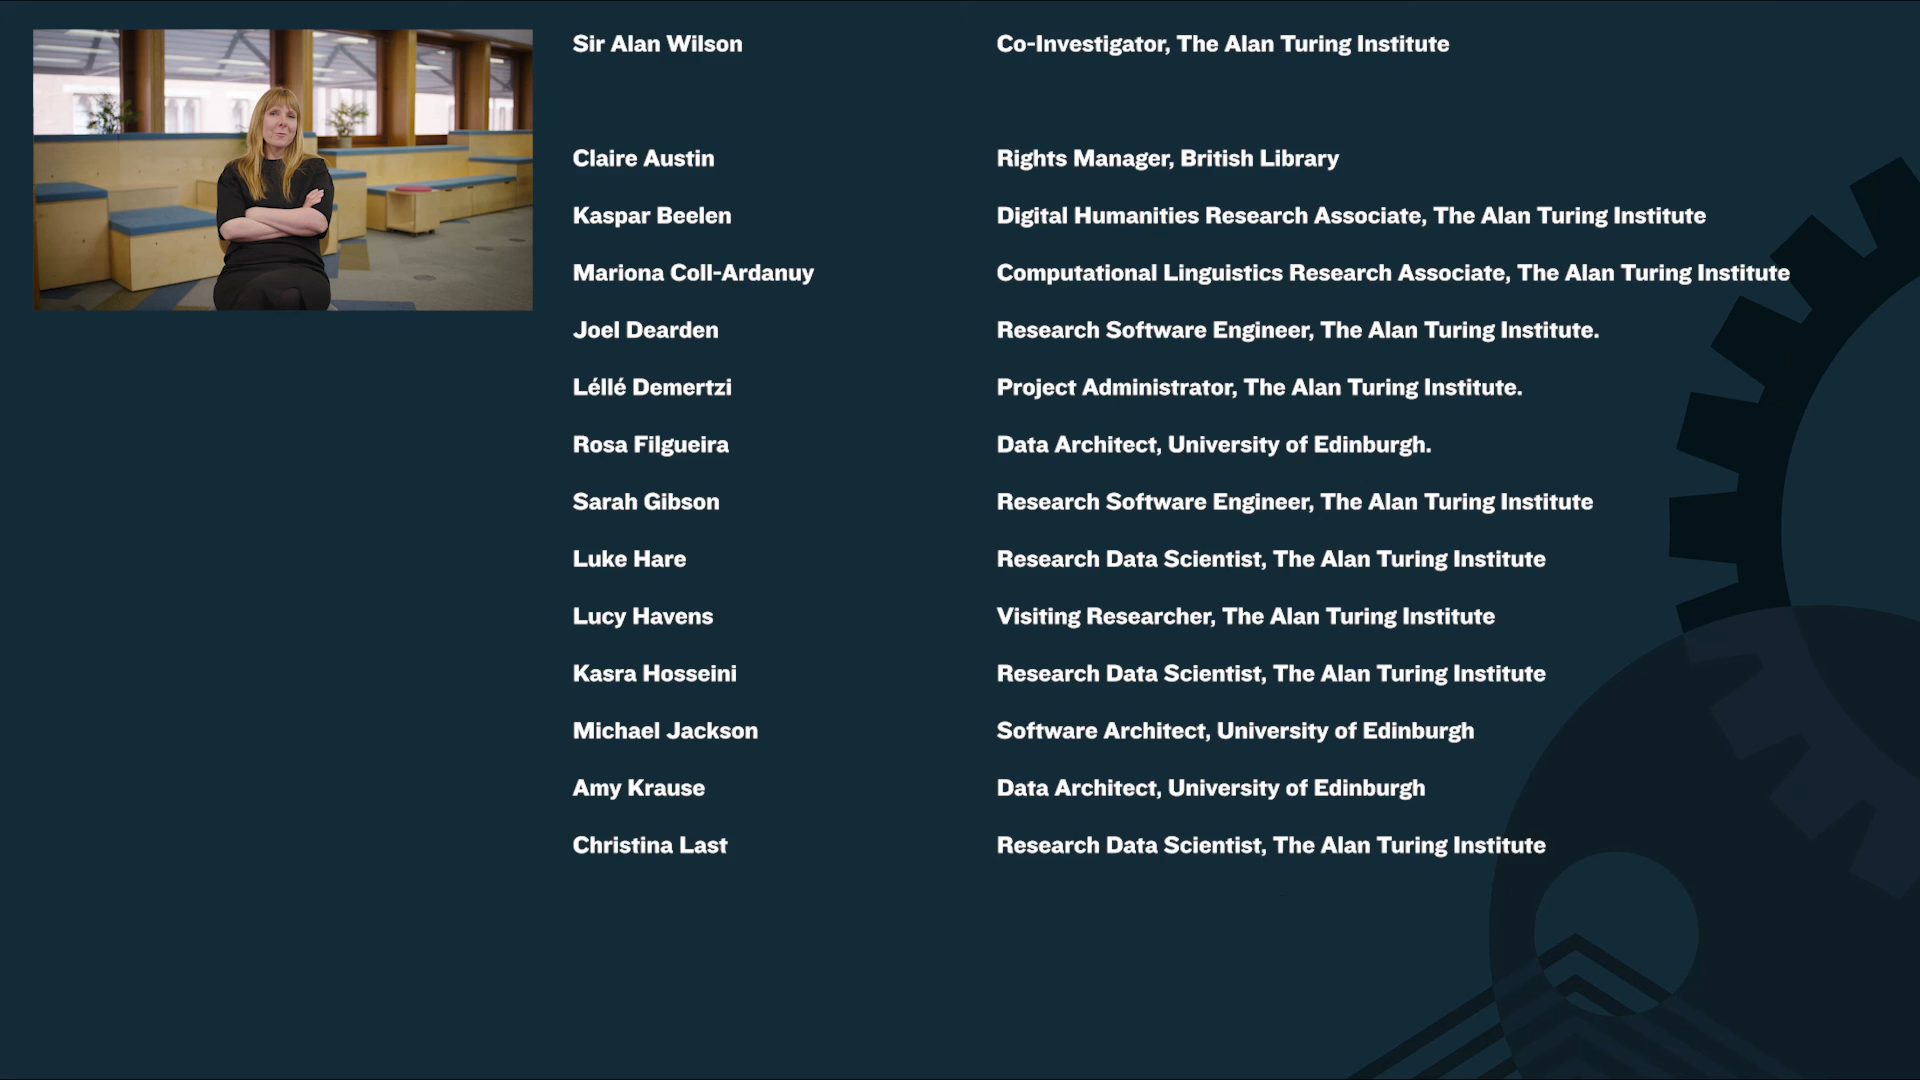 Sir Alan Wilson Co-Investigator, The Alan Turing Institute
Claire Austin Rights Manager, British Library
Kaspar Beelen Digital Humanities Research Associate, The Alan Turing Institute
Mariona Coll-Ardanuy Computational Linguistics Research Associate, The Alan Turing Institute
Joel Dearden Research Software Engineer, The Alan Turing Institute.
Léllé Demertzi Project Administrator, The Alan Turing Institute.
Rosa Filgueira Data Architect, University of Edinburgh.
Sarah Gibson Research Software Engineer, The Alan Turing Institute
Luke Hare Research Data Scientist, The Alan Turing Institute
Lucy Havens Visiting Researcher, The Alan Turing Institute
Kasra Hosseini Research Data Scientist, The Alan Turing Institute
Michael Jackson Software Architect, University of Edinburgh
Amy Krause Data Architect, University of Edinburgh
Christina Last Research Data Scientist, The Alan Turing Institute